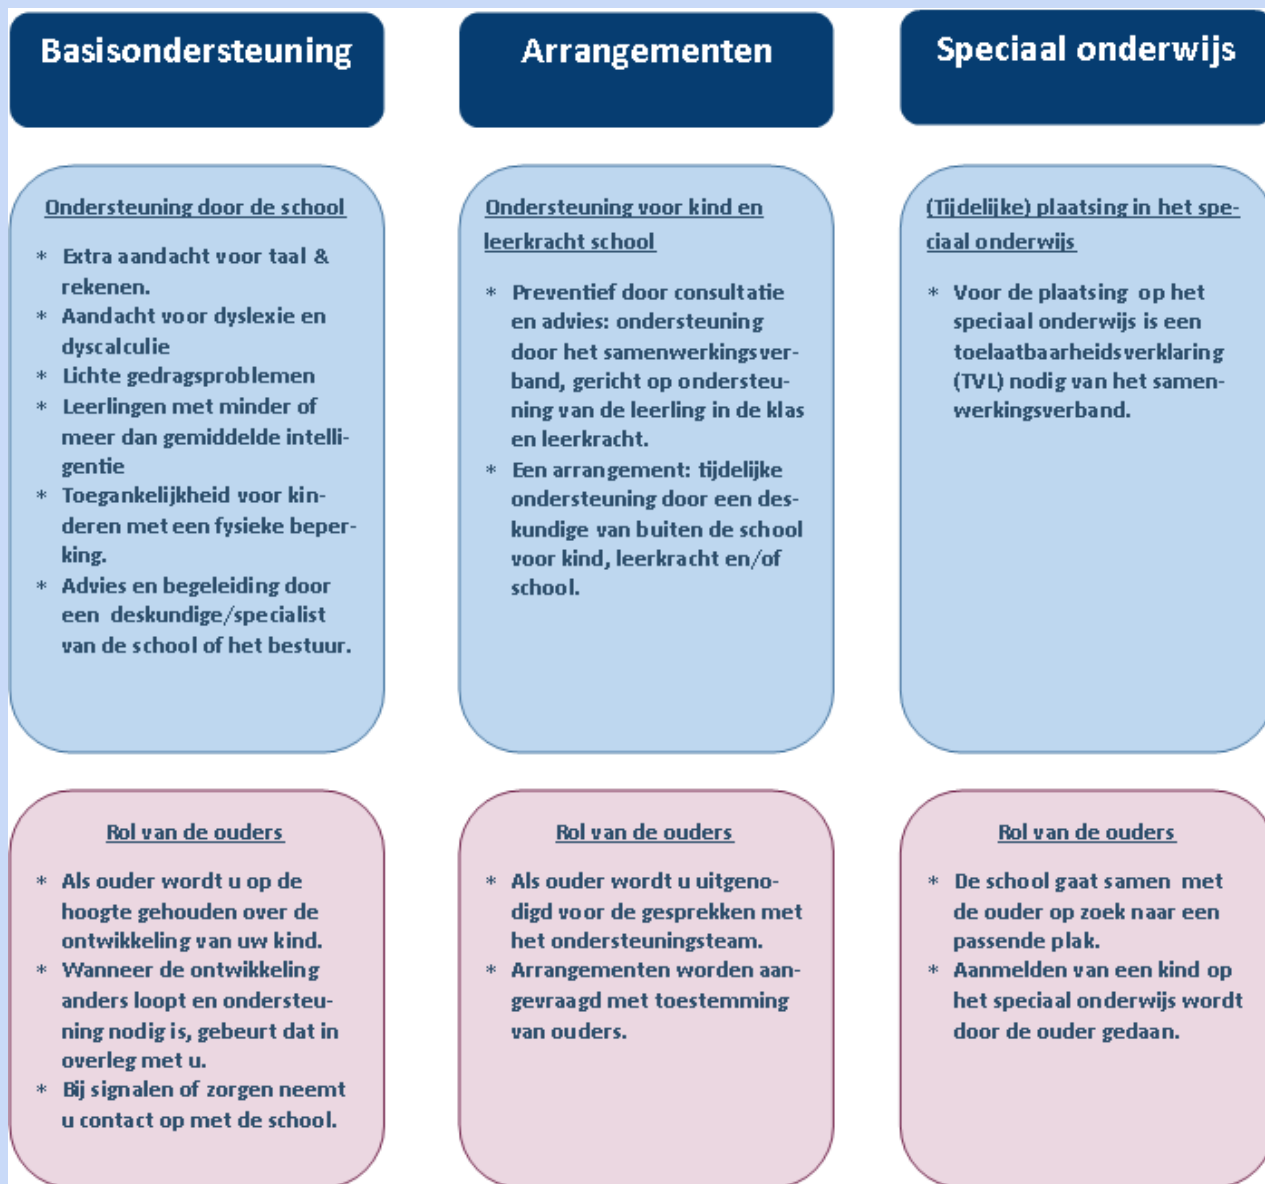 Basisondersteuning
Ondersteuning door de school
* Extra aandacht voor taal &
rekenen.
* Aandacht voor dyslexie en
dyscalculie
* Lichte gedragsproblemen
* Leerlingen met minder of
meer dan gemiddelde intelli-
gentie
* Toegankelijkheid voor kin-
deren met een fysieke beper-
king.
* Advies en begeleiding door
een deskundige/specialist
van de school of het bestuur.
Rol van de ouders
* Als ouder wordt u op de
hoogte gehouden over de
ontwikkeling van uw kind.
* Wanneer de ontwikkeling
anders loopt en ondersteu-
ning nodig is, gebeurt dat in
overleg met u.
* Bij signalen of zorgen neemt
u contact op met de school.
Arrangementen
Ondersteuning voor kind en
leerkracht school
* Preventief door consultatie
en advies: ondersteuning
door het samenwerkingsver-
band, gericht op ondersteu-
ning van de leerling in de klas
en leerkracht.
* Een arrangement: tijdelijke
ondersteuning door een des-
kundige van buiten de school
voor kind, leerkracht en/of
school.
Rol van de ouders
* Als ouder wordt u uitgeno-
digd voor de gesprekken met
het ondersteuningsteam.
* Arrangementen worden aan-
gevraagd met toestemming
van ouders.
Speciaal onderwijs
(Tijdelijke) plaatsing in het spe-
ciaal onderwijs
* Voor de plaatsing op het
speciaal onderwijs is een
toelaatbaarheidsverklaring
(TVL) nodig van het samen-
werkingsverband.
Rol van de ouders
* De school gaat samen met
de ouder op zoek naar een
passende plak.
* Aanmelden van een kind op
het speciaal onderwijs wordt
door de ouder gedaan.